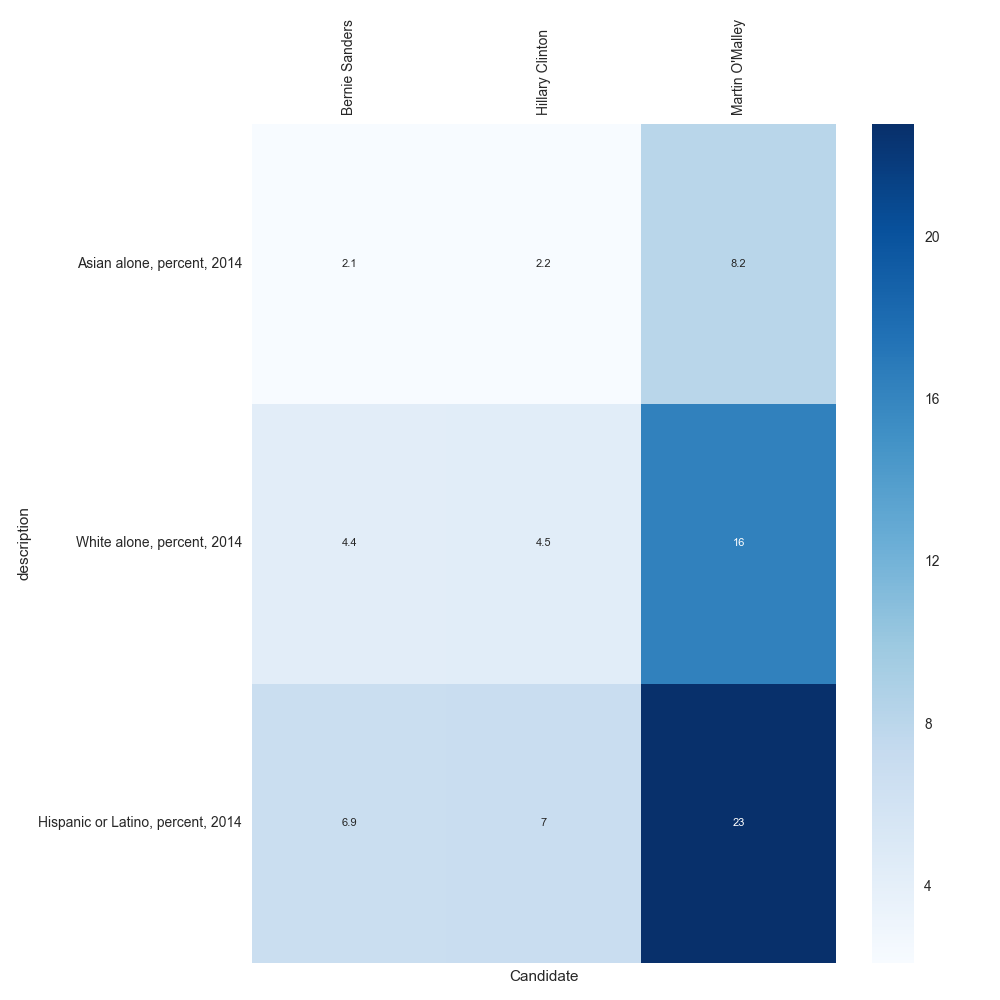 Bernie Sanders
Hillary Clinton
Martin O'Malley
Asian alone, percent, 2014
2.1
2.2
8.2
White alone, percent, 2014
4.4
4.5
16
Hispanic or Latino, percent, 2014
6.9
7
23
description
Candidate
20
16
12
8
4